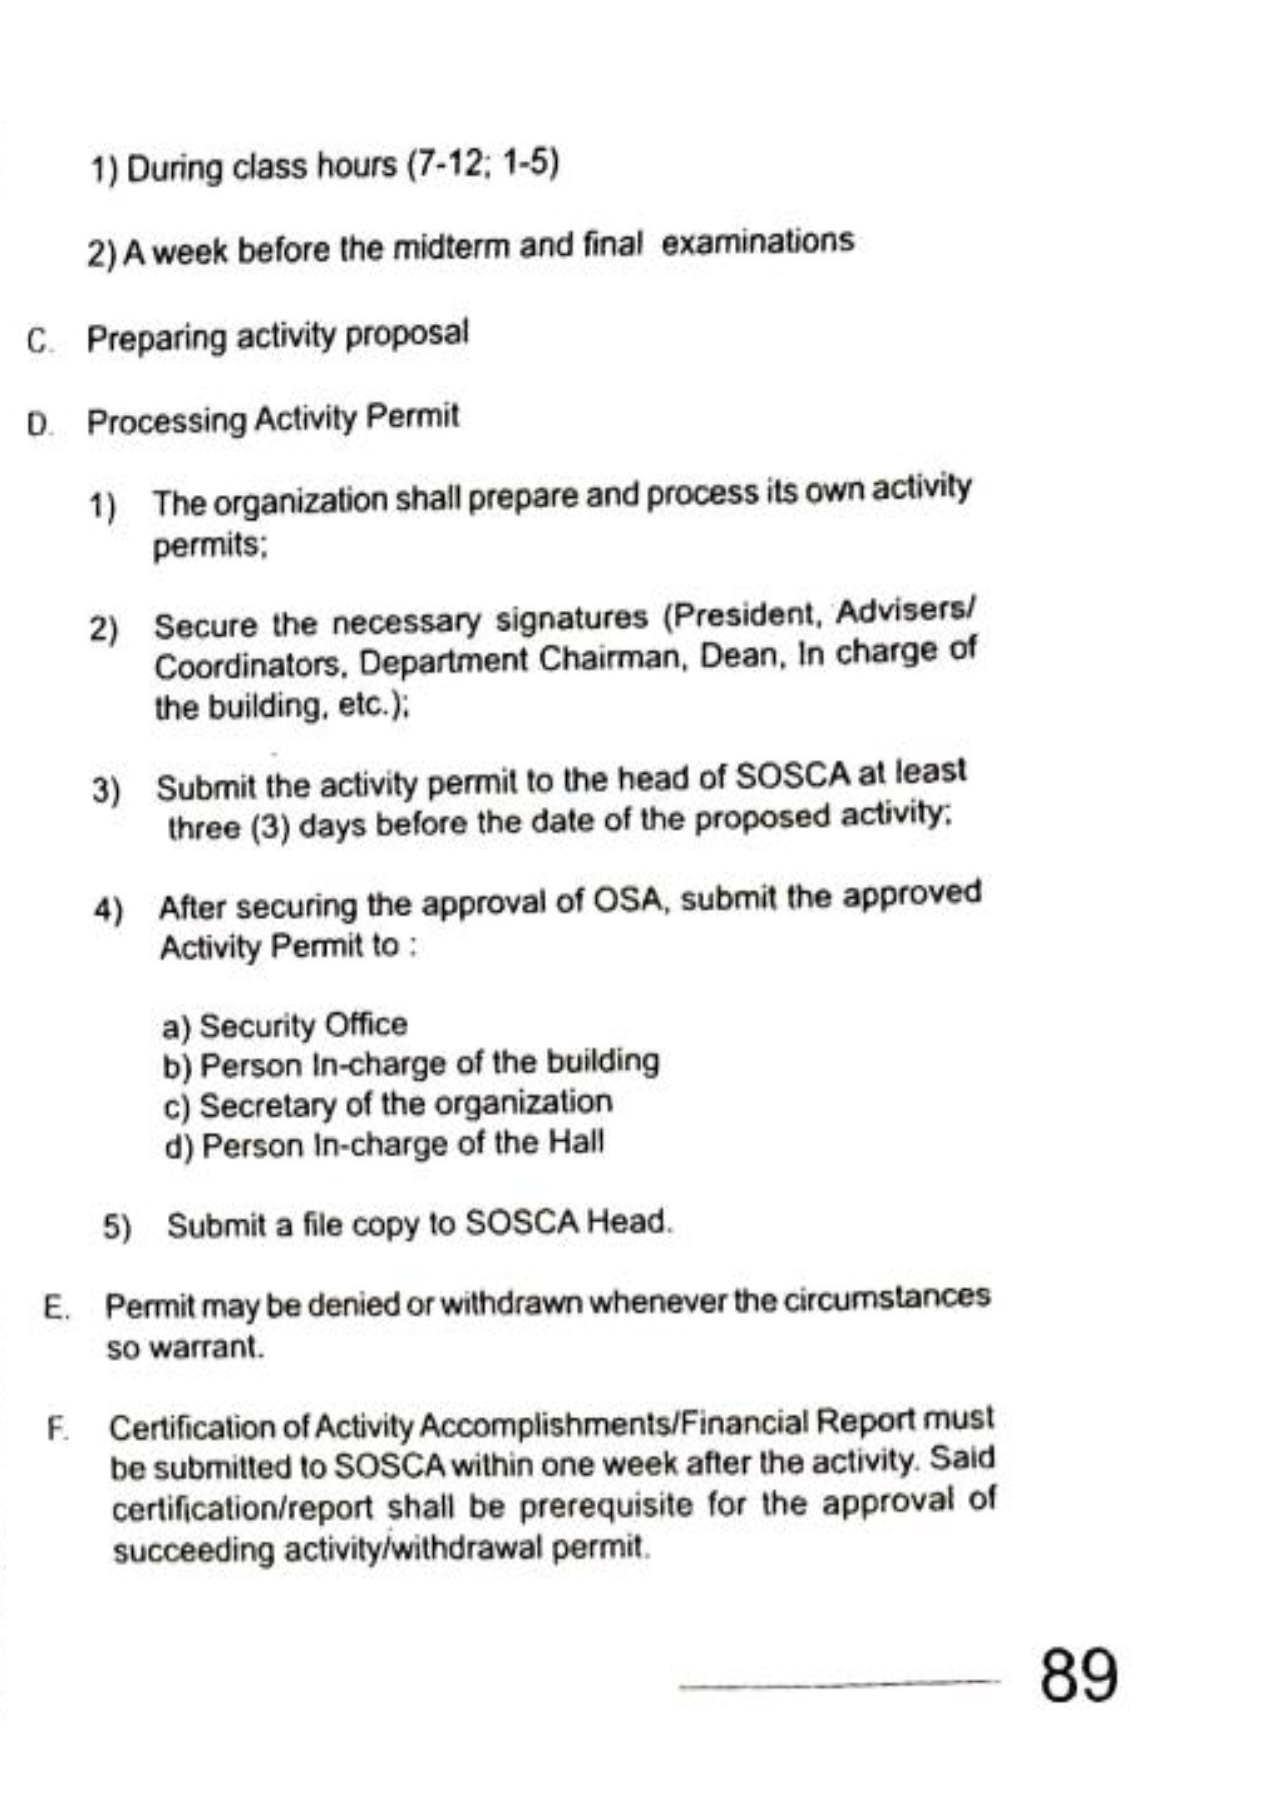 1) During class hours (7-12; 1-5)
2) A week before the midterm and final examinations
C. Preparing activity proposal
D. Processing Activity Permit
1) The organization shall prepare and process its own activity
permits;
2) Secure the necessary signatures (President, Advisers/
Coordinators, Department Chairman, Dean, In charge of
the building, etc.);
3) Submit the activity permit to the head of SOSCA at least
three (3) days before the date of the proposed activity;
4) After securing the approval of OSA, submit the approved
Activity Permit to :
a) Security Office
b) Person In-charge of the building
c) Secretary of the organization
d) Person In-charge of the Hall
5) Submit a file copy to SOSCA Head.
E. Permit may be denied or withdrawn whenever the circumstances
so warrant.
F. Certification of Activity Accomplishments/Financial Report must
be submitted to SOSCA within one week after the activity. Said
certification/report shall be prerequisite for the approval of
succeeding activity/withdrawal permit.
89